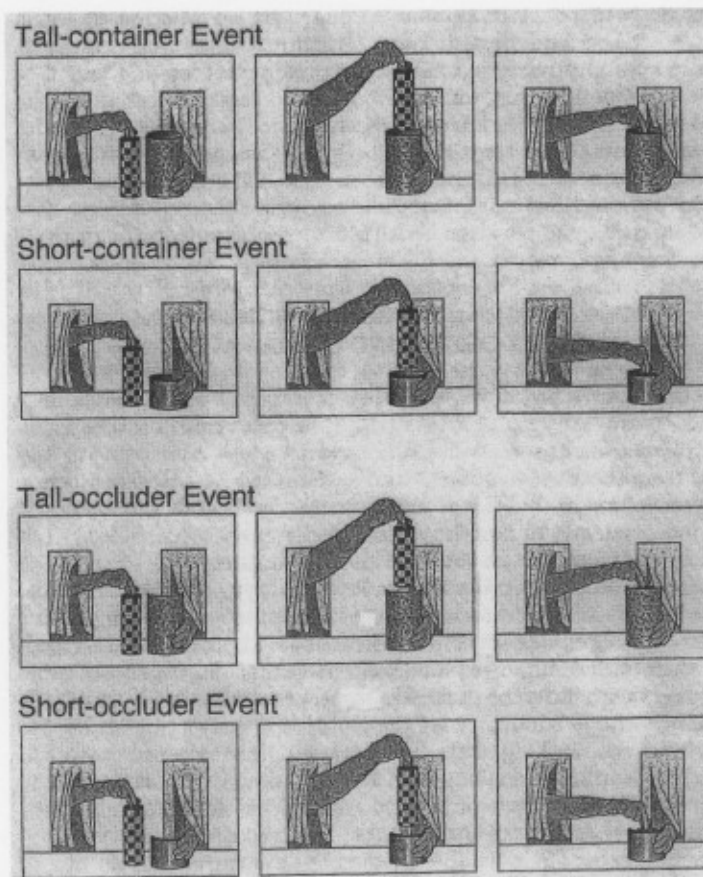 Tall-container Event
Short-container Event
Tall-occluder Event
Short-occluder Event